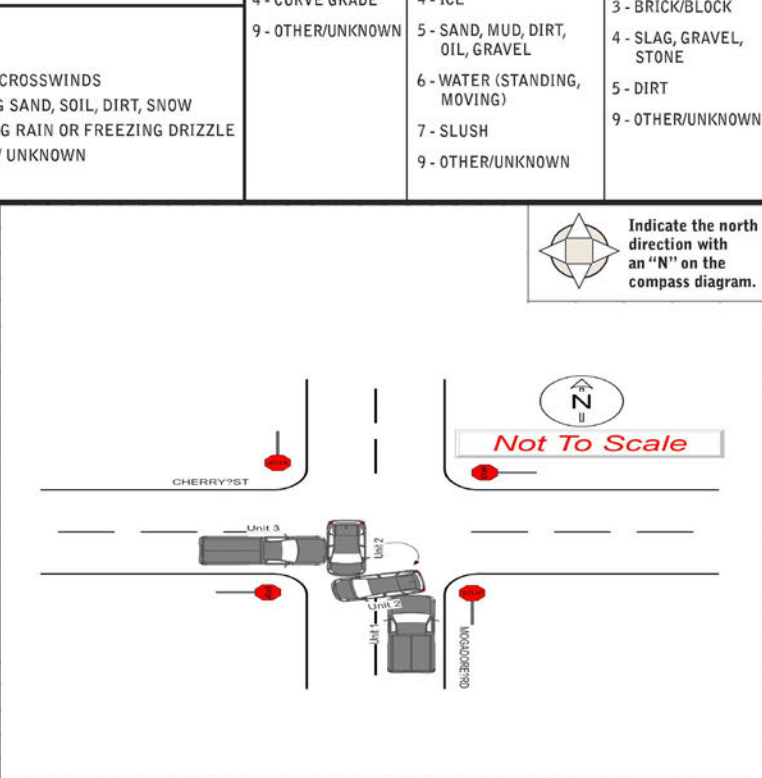 4 - CURVE GRADE
9 - OTHER/UNKNOWN
4 - ICE
5 - SAND, MUD, DIRT,
OIL, GRAVEL
6 - WATER (STANDING,
MOVING)
7 - SLUSH
9 - OTHER/UNKNOWN
3 - BRICK/BLOCK
4 - SLAG, GRAVEL,
STONE
5 - DIRT
9 - OTHER/UNKNOWN
CROSSWINDS
SAND, SOIL, DIRT, SNOW
RAIN OR FREEZING DRIZZLE
UNKNOWN
Indicate the north
direction with
an “N” on the
compass diagram.
N
Not To Scale
CHERRY?ST
Unit 3
Unit 2
Unit 2
Unit 1
MOGADORE!RD